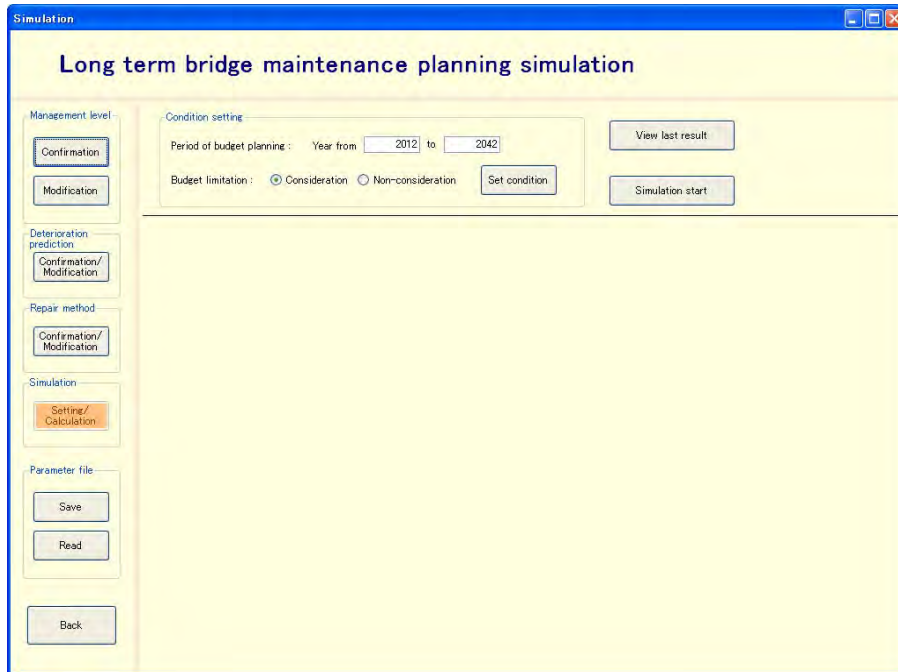 Simulation
Long term bridge maintenance planning simulation
Management level
Confirmation
Modification
Deterioration
prediction
Confirmation/
Modification
Repair method
Confirmation/
Modification
Simulation
Setting/
Calculation
Parameter file
Save
Read
Back
Condition setting
Period of budget planning : Year from 2012 to 2042
Budget limitation : Consideration Non-consideration Set condition
View last result
Simulation start